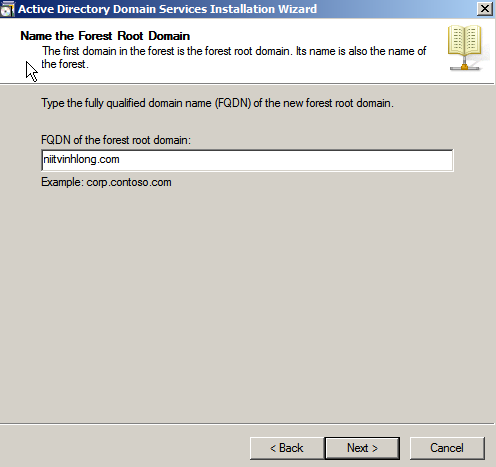 Active Directory Domain Services Installation Wizard
Name the Forest Root Domain
The first domain in the forest is the forest root domain. Its name is also the name of
the forest.
Type the fully qualified domain name (FQDN) of the new forest root domain.
FQDN of the forest root domain:
niitvinhlong.com
Example: corp.contoso.com
< Back
Next >
Cancel